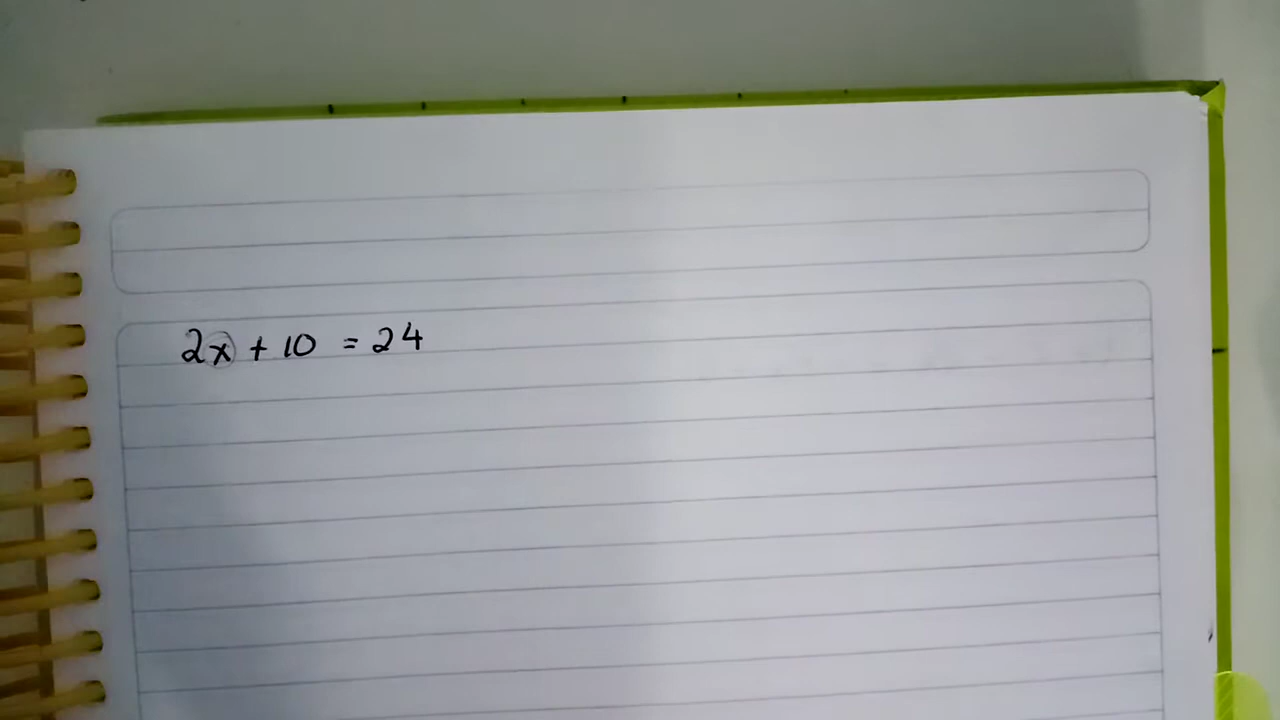 2x + 10 = 24